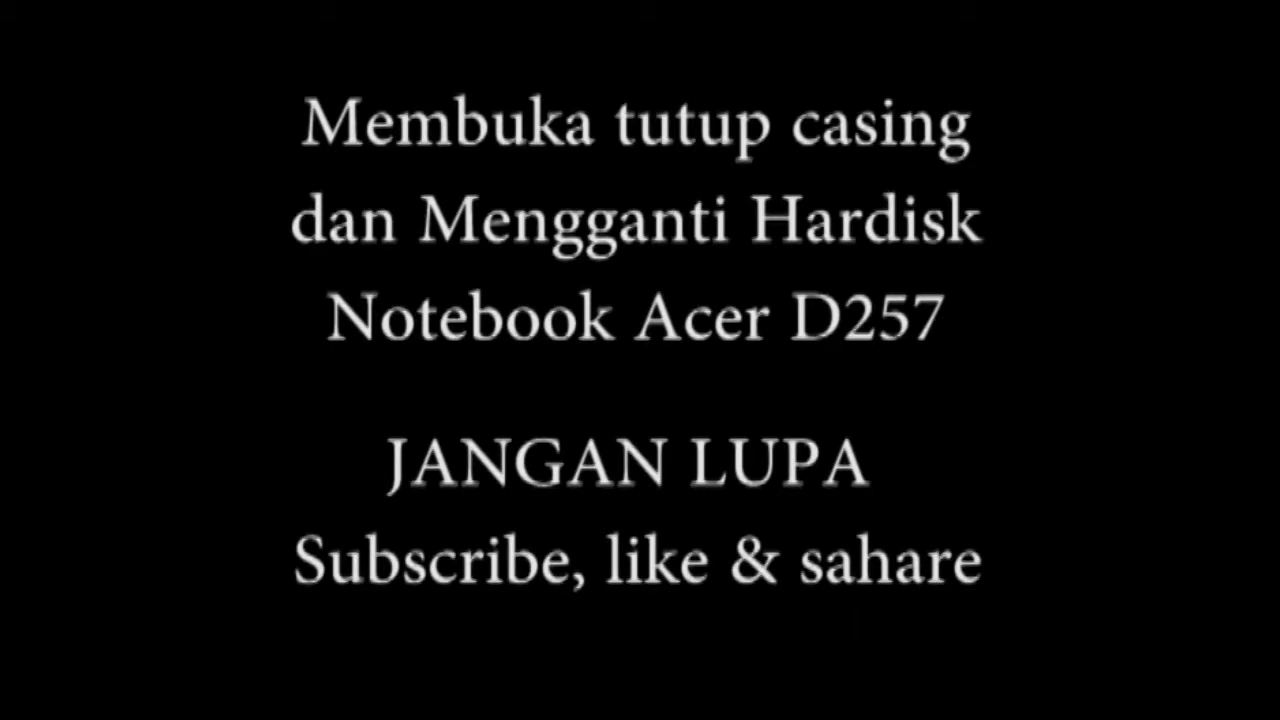 Membuka tutup casing
dan Mengganti Hardisk
Notebook Acer D257
JANGAN LUPA
Subscribe, like & sahare